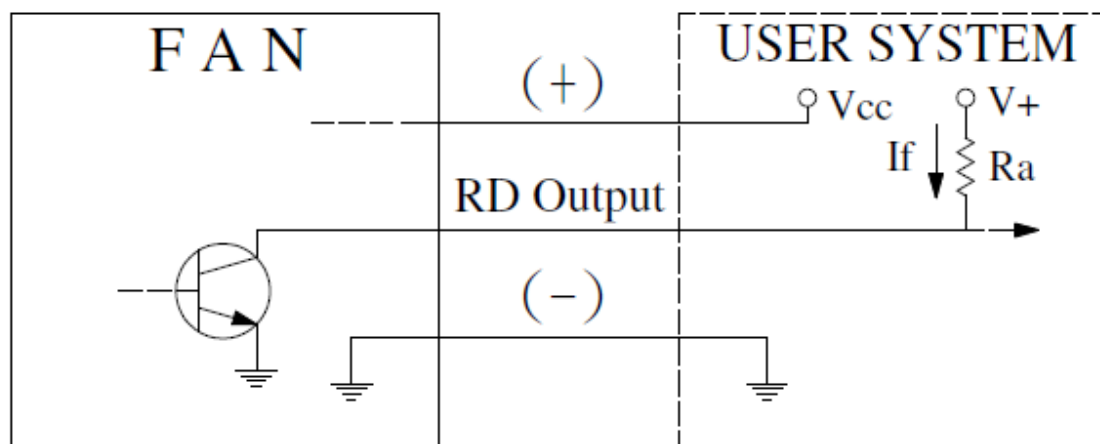 F A N
USER SYSTEM
(+)
Vcc
V+
If
Ra
RD Output
(-)